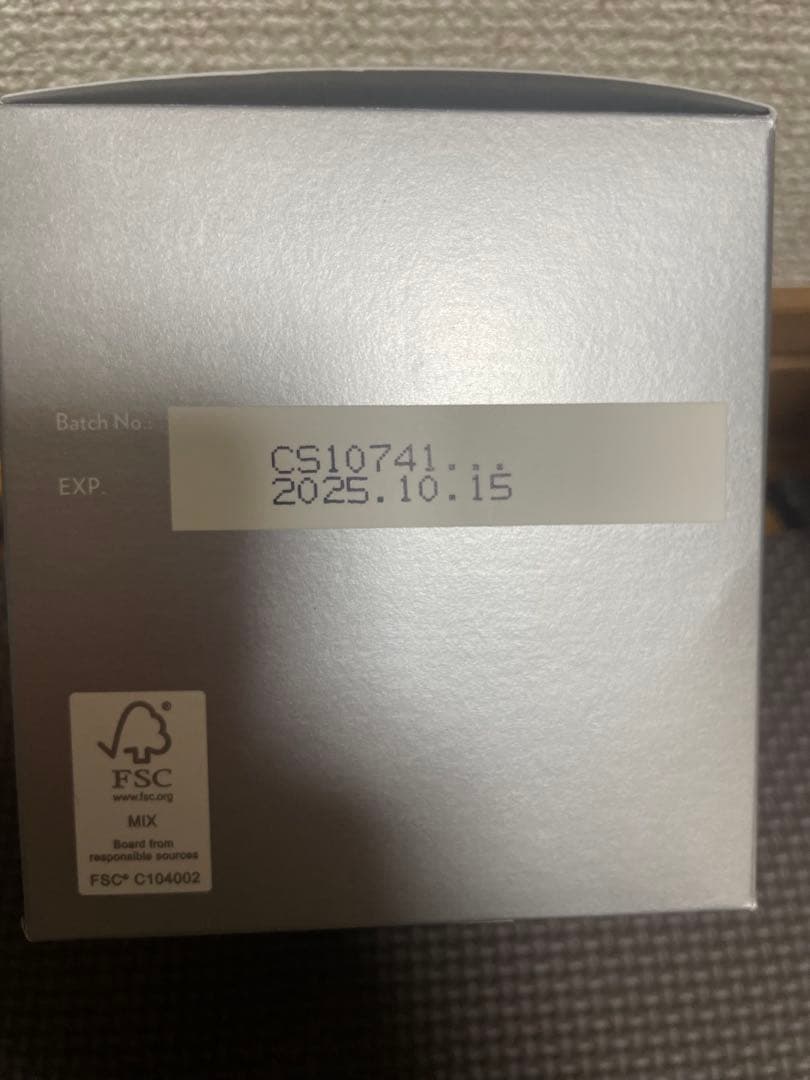 Batch No.:
CS10741...
EXP.
2025.10.15
®
FSC
www.fsc.org
MIX
Board from
responsible sources
FSC® C104002